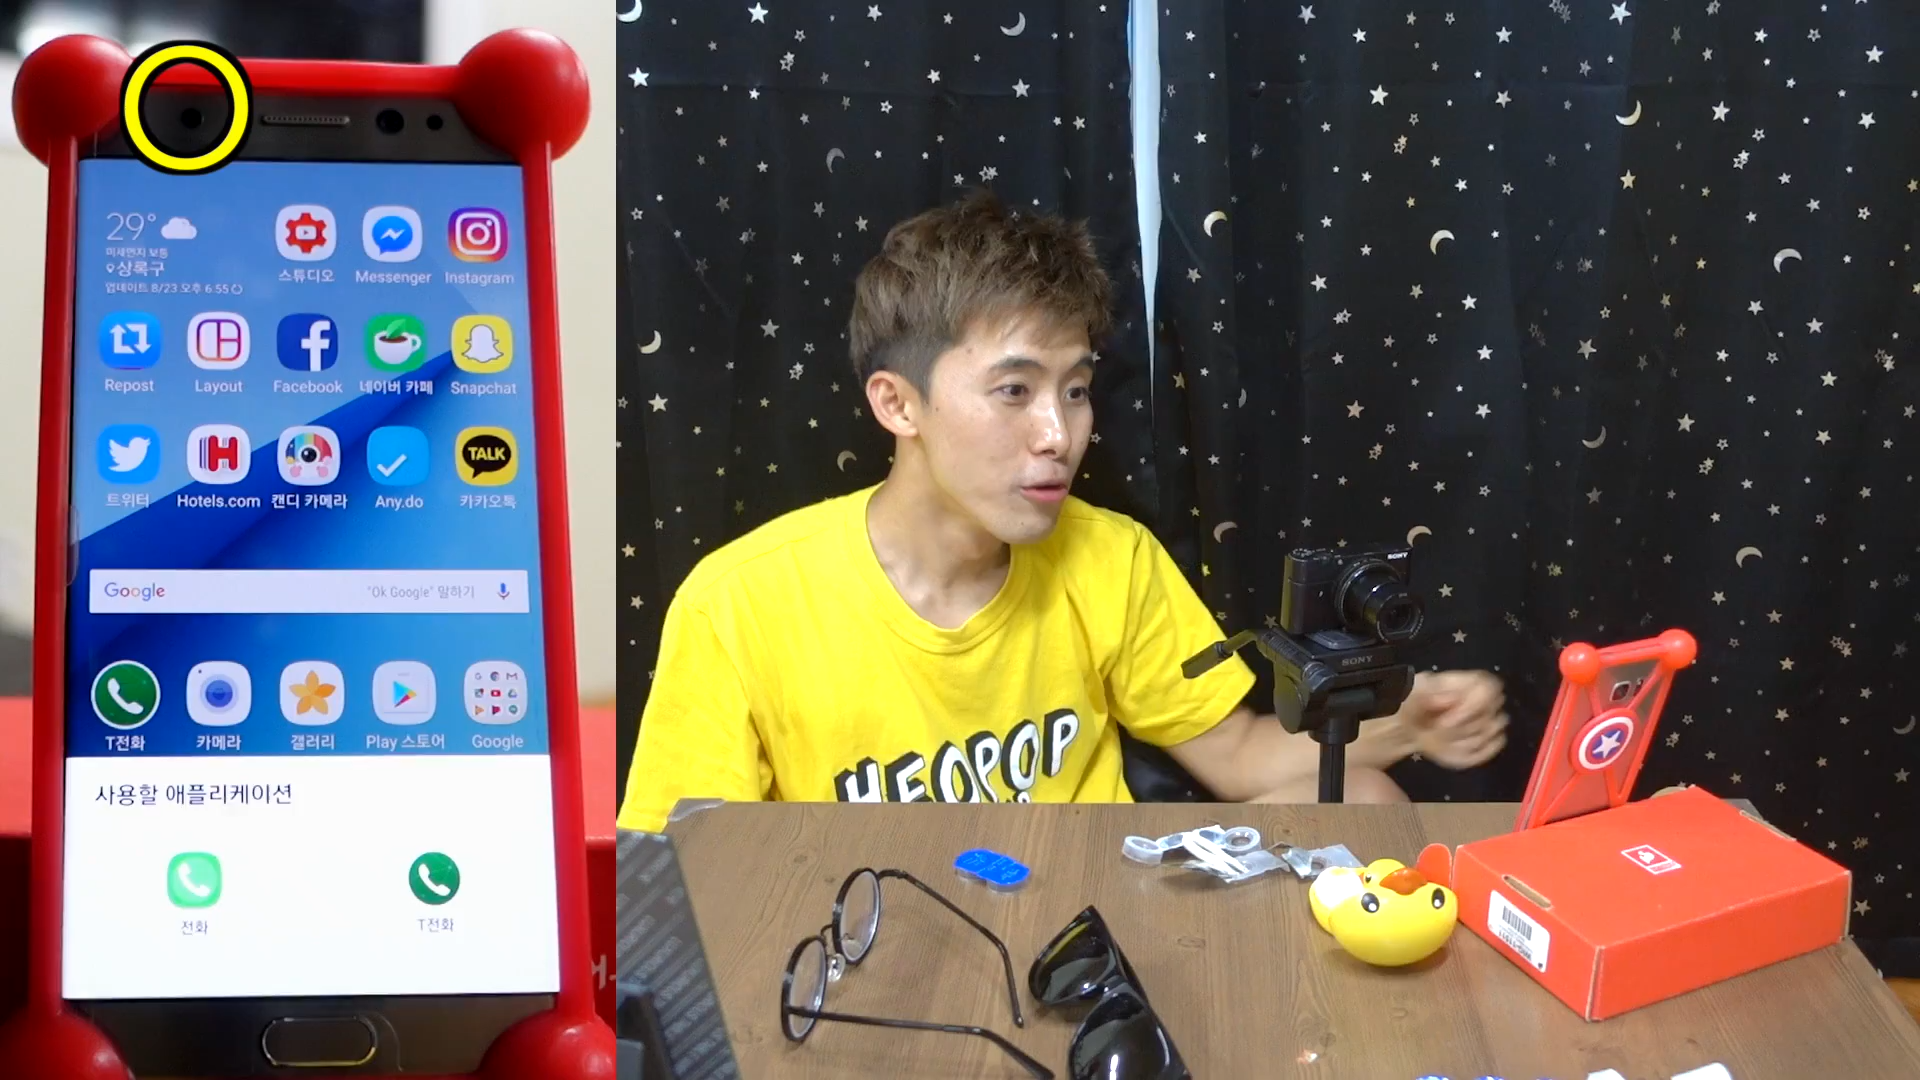 29°
미세먼지 보통
상록구
업데이트 8/23 오후 6:55
스튜디오
Messenger
Instagram
Repost
Layout
Facebook
네이버 카페
Snapchat
TALK
트위터
Hotels.com
캔디 카메라
Any.do
카카오톡
Google
"Ok Google" 말하기
T전화
카메라
갤러리
Play 스토어
Google
사용할 애플리케이션
전화
T전화
HEOPOP
SONY
SONY